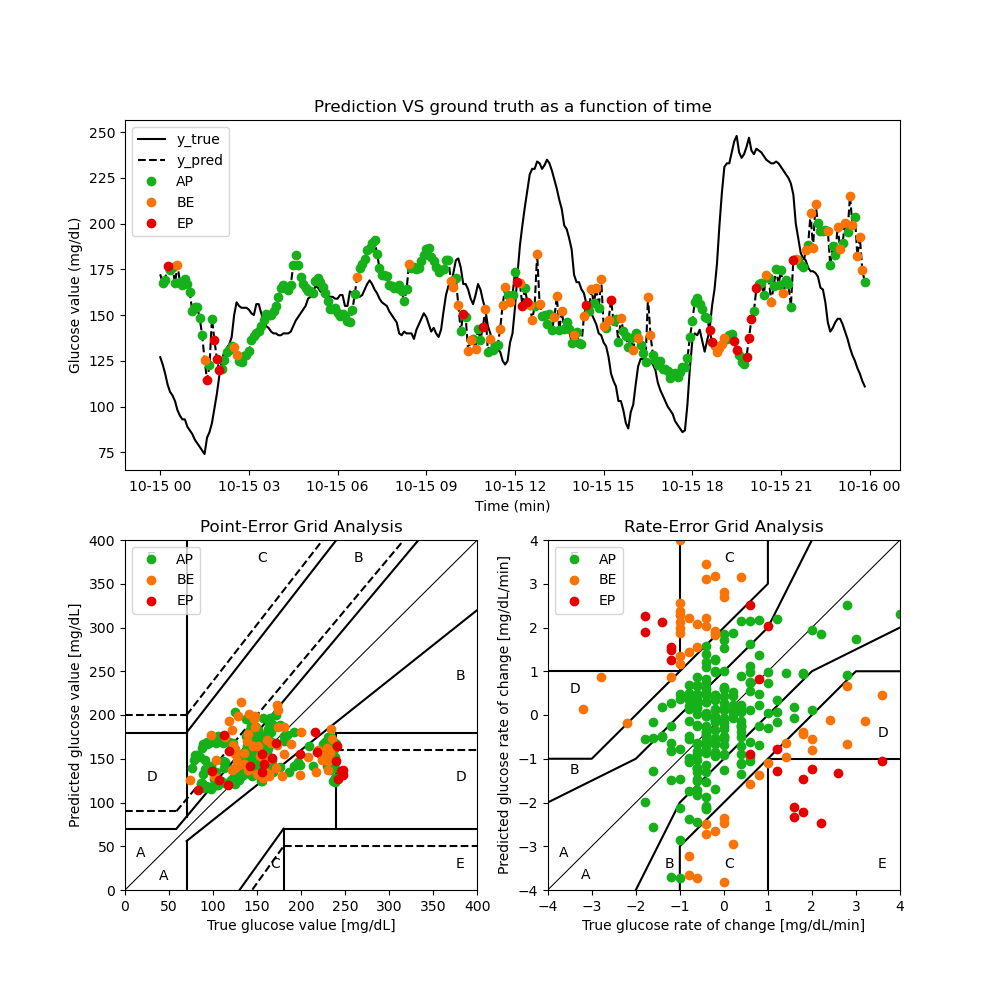 Prediction VS ground truth as a function of time
Glucose value (mg/dL)
250
225
200
175
150
125
100
75
y_true
y_pred
AP
BE
EP
10-15 00 10-15 03 10-15 06 10-15 09 10-15 12 10-15 15 10-15 18 10-15 21 10-16 00
Time (min)
Point-Error Grid Analysis
Predicted glucose value [mg/dL]
400
350
300
250
200
150
100
50
0
AP
BE
EP
C B
B
D D
A
A
C E
0 50 100 150 200 250 300 350 400
True glucose value [mg/dL]
Rate-Error Grid Analysis
Predicted glucose rate of change [mg/dL/min]
4
3
2
1
0
−1
−2
−3
−4
AP
BE
EP
C
D
D
B
A
A
B C E
−4 −3 −2 −1 0 1 2 3 4
True glucose rate of change [mg/dL/min]